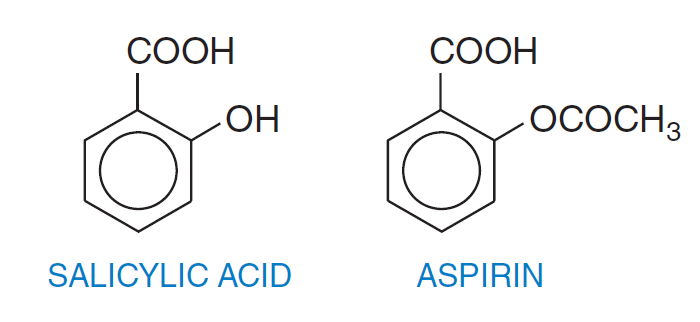 COOH COOH
OH OCOCH₃
SALICYLIC ACID ASPIRIN